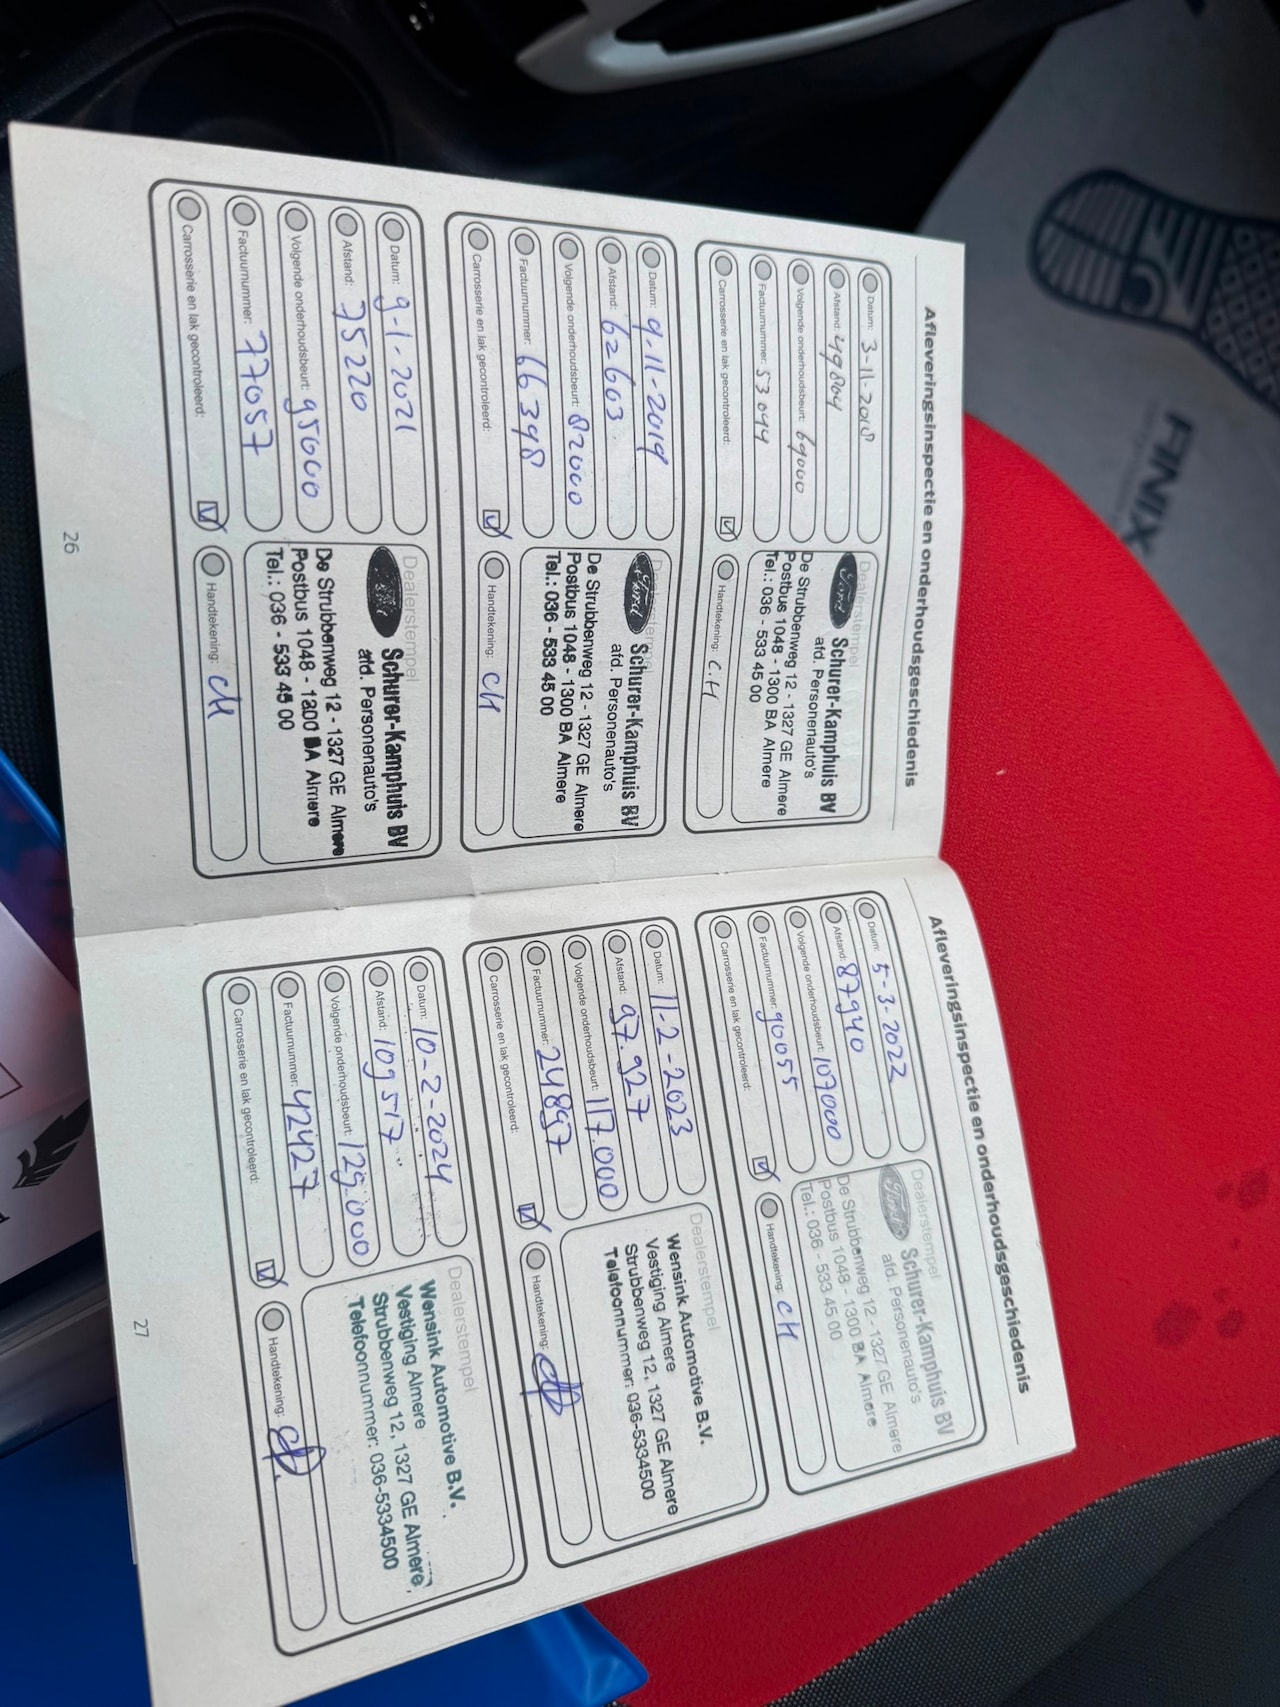 Afleveringsinspectie en onderhoudsgeschiedenis
Datum: 3-11-2018
Afstand: 49804
Volgende onderhoudsbeurt: 69000
Factuurnummer: 53044
Carrosserie en lak gecontroleerd:
Dealerstempel
Ford
Schurer-Kamphuis BV
afd. Personenauto's
De Strubbenweg 12 - 1327 GE Almere
Postbus 1048 - 1300 BA Almere
Tel.: 036 - 533 45 00
Handtekening: C.H
Datum: 9-11-2019
Afstand: 62603
Volgende onderhoudsbeurt: 82000
Factuurnummer: 66398
Carrosserie en lak gecontroleerd:
Dealerstempel
Ford
Schurer-Kamphuis BV
afd. Personenauto's
De Strubbenweg 12 - 1327 GE Almere
Postbus 1048 - 1300 BA Almere
Tel.: 036 - 533 45 00
Handtekening: CH
Datum: 9-1-2021
Afstand: 75220
Volgende onderhoudsbeurt: 95000
Factuurnummer: 77057
Carrosserie en lak gecontroleerd:
Dealerstempel
Schurer-Kamphuis BV
afd. Personenauto's
De Strubbenweg 12 - 1327 GE Almere
Postbus 1048 - 1300 BA Almere
Tel.: 036 - 533 45 00
Handtekening: CH
26
Afleveringsinspectie en onderhoudsgeschiedenis
Datum: 5-3-2022
Afstand: 87940
Volgende onderhoudsbeurt: 107000
Factuurnummer: 90055
Carrosserie en lak gecontroleerd:
Dealerstempel
Ford
Schurer-Kamphuis BV
afd. Personenauto's
De Strubbenweg 12 - 1327 GE Almere
Postbus 1048 - 1300 BA Almere
Tel.: 036 - 533 45 00
Handtekening: CH
Datum: 11-2-2023
Afstand: 97.927
Volgende onderhoudsbeurt: 117.000
Factuurnummer: 24897
Carrosserie en lak gecontroleerd:
Dealerstempel
Wensink Automotive B.V.
Vestiging Almere
Strubbenweg 12, 1327 GE Almere
Telefoonnummer: 036-5334500
Handtekening:
Datum: 10-2-2024
Afstand: 109517
Volgende onderhoudsbeurt: 129.000
Factuurnummer: 42427
Carrosserie en lak gecontroleerd:
Dealerstempel
Wensink Automotive B.V.
Vestiging Almere
Strubbenweg 12, 1327 GE Almere
Telefoonnummer: 036-5334500
Handtekening:
27
FINIX